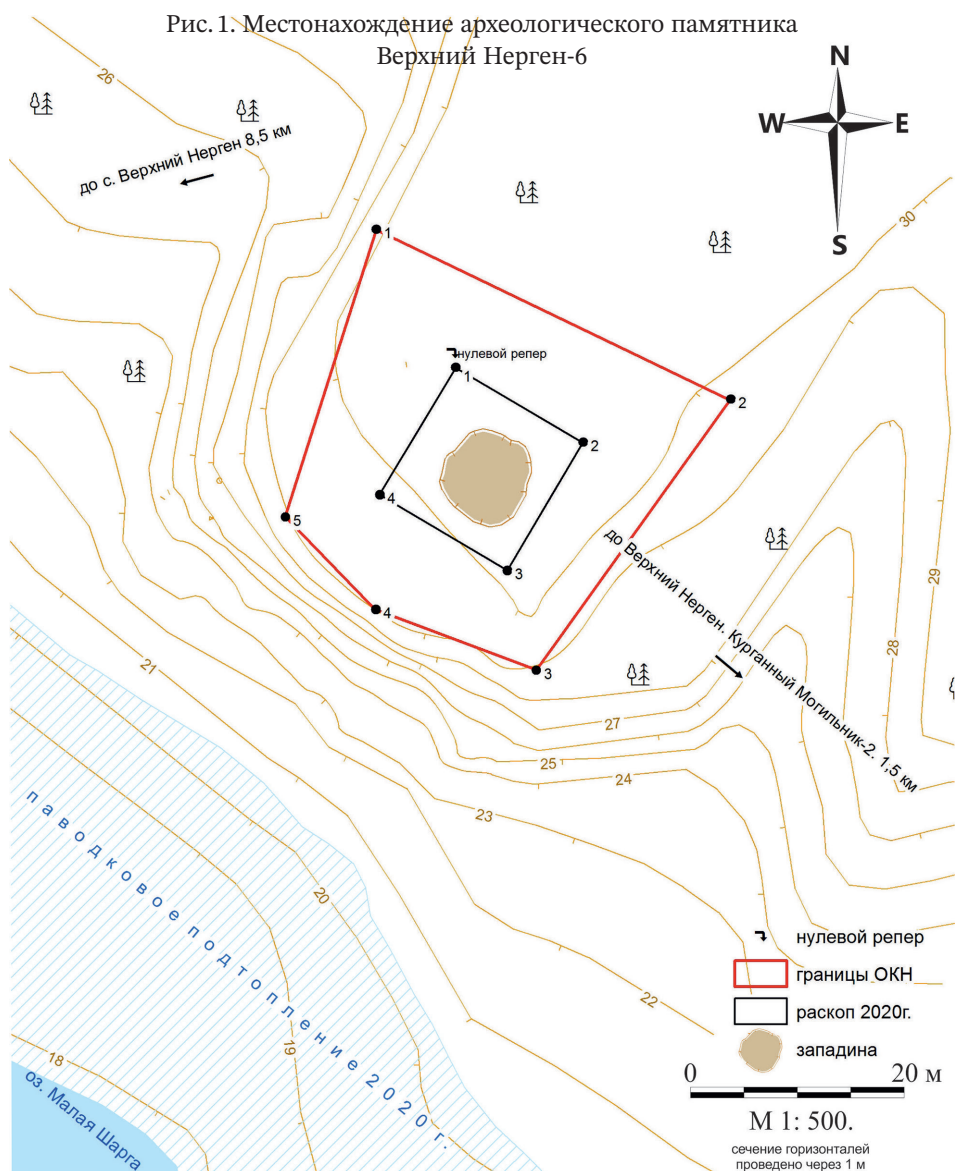 Рис. 1. Местонахождение археологического памятника
Верхний Нерген-6
N
W E
S
26
до с. Верхний Нерген 8,5 км
30
1
нулевой репер
1
2
2
4
5
3
до Верхний Нерген. Курганный Могильник-2. 1,5 км
29
4
3
28
21
27
25
24
23
паводковое подтопление 2020 г.
20
22
19
18
оз. Малая Шарга
нулевой репер
границы ОКН
раскоп 2020г.
западина
0 20 м
М 1: 500.
сечение горизонталей
проведено через 1 м